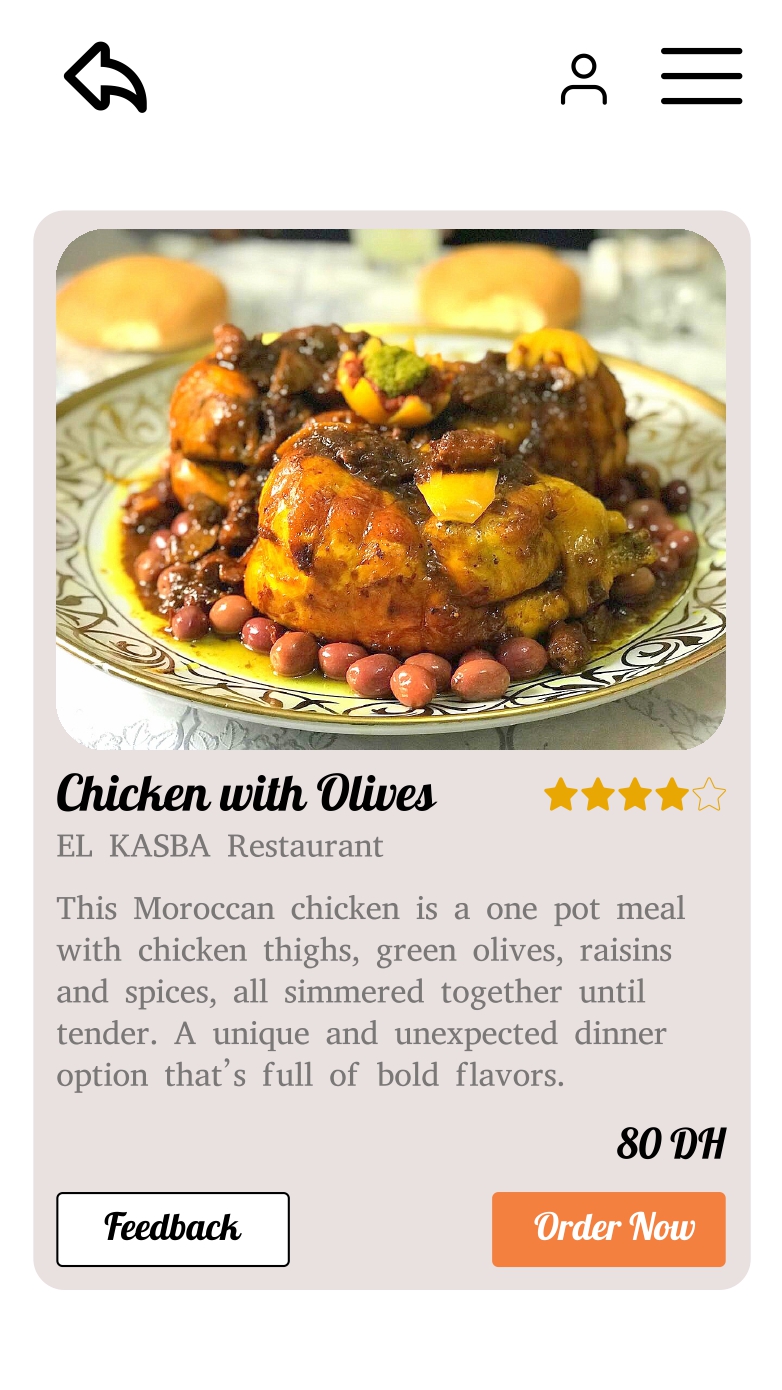 Chicken with Olives
EL KASBA Restaurant
This Moroccan chicken is a one pot meal
with chicken thighs, green olives, raisins
and spices, all simmered together until
tender. A unique and unexpected dinner
option that’s full of bold flavors.
80 DH
Feedback
Order Now